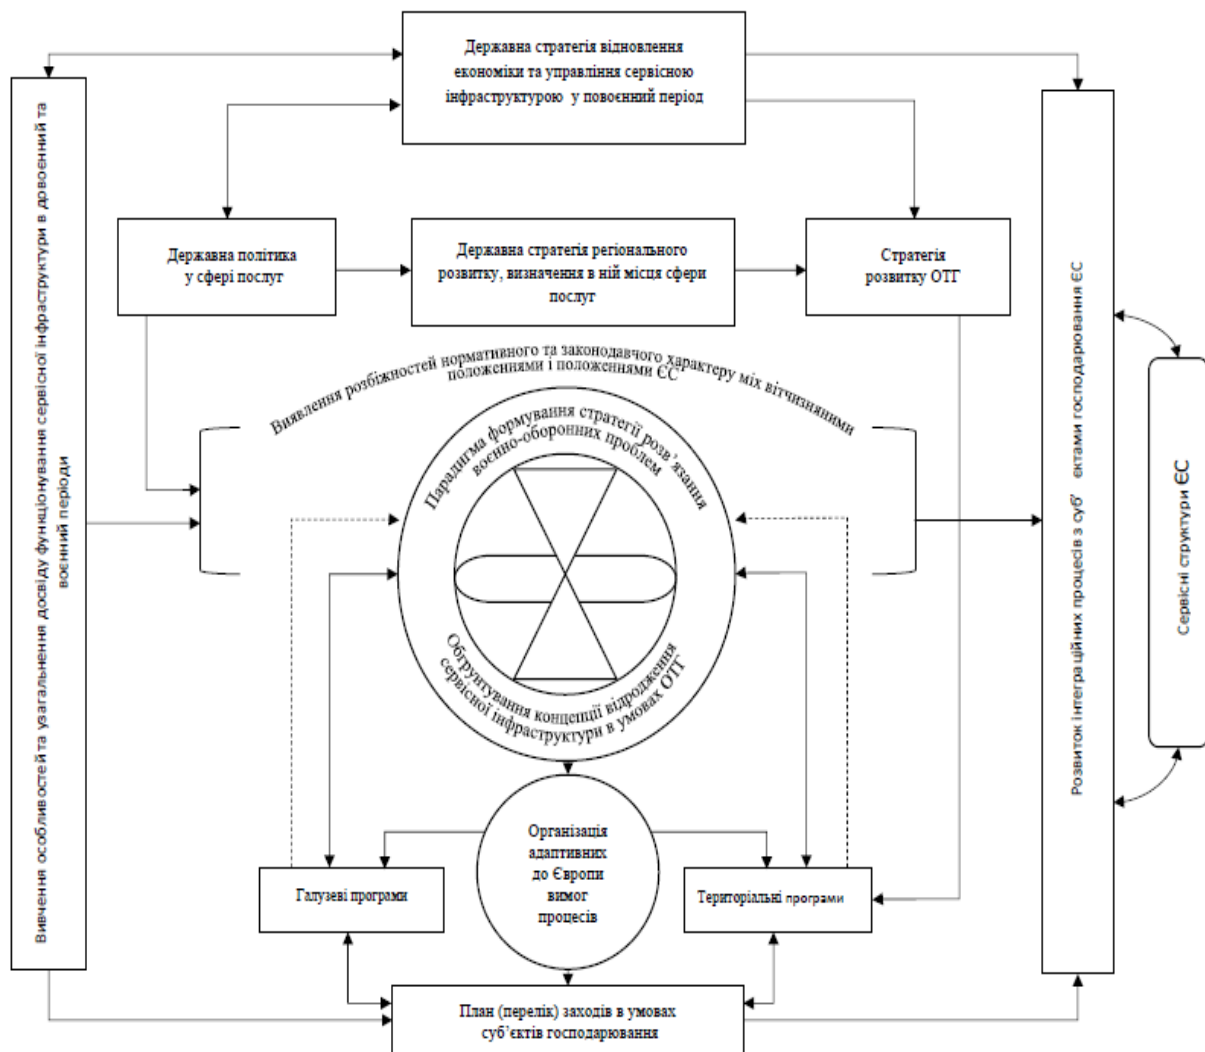 Державна стратегія відновлення
економіки та управління сервісною
інфраструктурою у повоєнний період
Вивчення особливостей та узагальнення досвіду функціонування сервісної інфраструктури в довоєнний та
воєнний періоди
Державна політика
у сфері послуг
Державна стратегія регіонального
розвитку, визначення в ній місця сфери
послуг
Стратегія
розвитку ОТГ
Виявлення розбіжностей нормативного та законодавчого характеру міх вітчизняними
положеннями і положеннями ЄС
Парадигма формування стратегії розв’язання
воєнно-оборонних проблем
Обгрунтування концепції відродження
сервісної інфраструктури в умовах ОТГ
Розвиток інтеграційних процесів з суб’ єктами господарювання ЄС
Сервісні структури ЄС
Організація
адаптивних
до Європи
вимог
процесів
Галузеві програми
Територіальні програми
План (перелік) заходів в умовах
суб’єктів господарювання